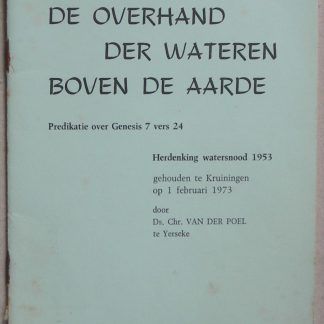 DE OVERHAND
DER WATEREN
BOVEN DE AARDE
Predikatie over Genesis 7 vers 24
Herdenking watersnood 1953
gehouden te Kruiningen
op 1 februari 1973
door
Ds. Chr. VAN DER POEL
te Yerseke